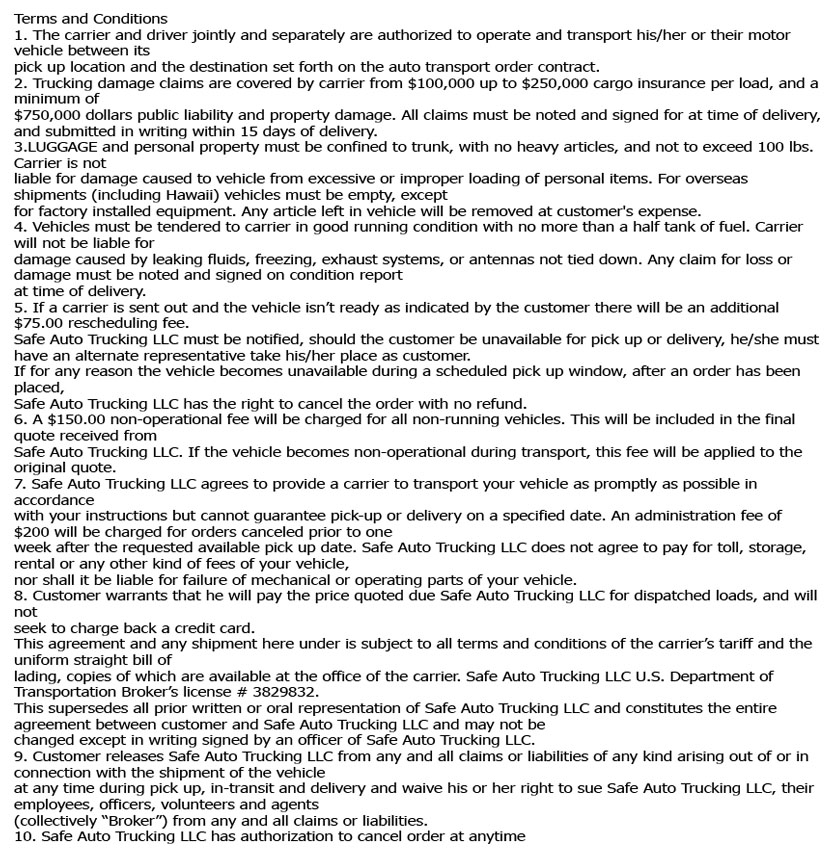 Terms and Conditions
1. The carrier and driver jointly and separately are authorized to operate and transport his/her or their motor
vehicle between its
pick up location and the destination set forth on the auto transport order contract.
2. Trucking damage claims are covered by carrier from $100,000 up to $250,000 cargo insurance per load, and a
minimum of
$750,000 dollars public liability and property damage. All claims must be noted and signed for at time of delivery,
and submitted in writing within 15 days of delivery.
3.LUGGAGE and personal property must be confined to trunk, with no heavy articles, and not to exceed 100 lbs.
Carrier is not
liable for damage caused to vehicle from excessive or improper loading of personal items. For overseas
shipments (including Hawaii) vehicles must be empty, except
for factory installed equipment. Any article left in vehicle will be removed at customer's expense.
4. Vehicles must be tendered to carrier in good running condition with no more than a half tank of fuel. Carrier
will not be liable for
damage caused by leaking fluids, freezing, exhaust systems, or antennas not tied down. Any claim for loss or
damage must be noted and signed on condition report
at time of delivery.
5. If a carrier is sent out and the vehicle isn’t ready as indicated by the customer there will be an additional
$75.00 rescheduling fee.
Safe Auto Trucking LLC must be notified, should the customer be unavailable for pick up or delivery, he/she must
have an alternate representative take his/her place as customer.
If for any reason the vehicle becomes unavailable during a scheduled pick up window, after an order has been
placed,
Safe Auto Trucking LLC has the right to cancel the order with no refund.
6. A $150.00 non-operational fee will be charged for all non-running vehicles. This will be included in the final
quote received from
Safe Auto Trucking LLC. If the vehicle becomes non-operational during transport, this fee will be applied to the
original quote.
7. Safe Auto Trucking LLC agrees to provide a carrier to transport your vehicle as promptly as possible in
accordance
with your instructions but cannot guarantee pick-up or delivery on a specified date. An administration fee of
$200 will be charged for orders canceled prior to one
week after the requested available pick up date. Safe Auto Trucking LLC does not agree to pay for toll, storage,
rental or any other kind of fees of your vehicle,
nor shall it be liable for failure of mechanical or operating parts of your vehicle.
8. Customer warrants that he will pay the price quoted due Safe Auto Trucking LLC for dispatched loads, and will
not
seek to charge back a credit card.
This agreement and any shipment here under is subject to all terms and conditions of the carrier’s tariff and the
uniform straight bill of
lading, copies of which are available at the office of the carrier. Safe Auto Trucking LLC U.S. Department of
Transportation Broker’s license # 3829832.
This supersedes all prior written or oral representation of Safe Auto Trucking LLC and constitutes the entire
agreement between customer and Safe Auto Trucking LLC and may not be
changed except in writing signed by an officer of Safe Auto Trucking LLC.
9. Customer releases Safe Auto Trucking LLC from any and all claims or liabilities of any kind arising out of or in
connection with the shipment of the vehicle
at any time during pick up, in-transit and delivery and waive his or her right to sue Safe Auto Trucking LLC, their
employees, officers, volunteers and agents
(collectively “Broker”) from any and all claims or liabilities.
10. Safe Auto Trucking LLC has authorization to cancel order at anytime